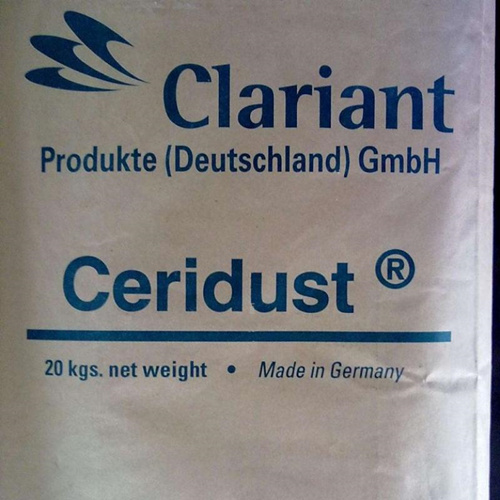 Clariant
Produkte (Deutschland) GmbH
Ceridust ®
20 kgs. net weight • Made in Germany